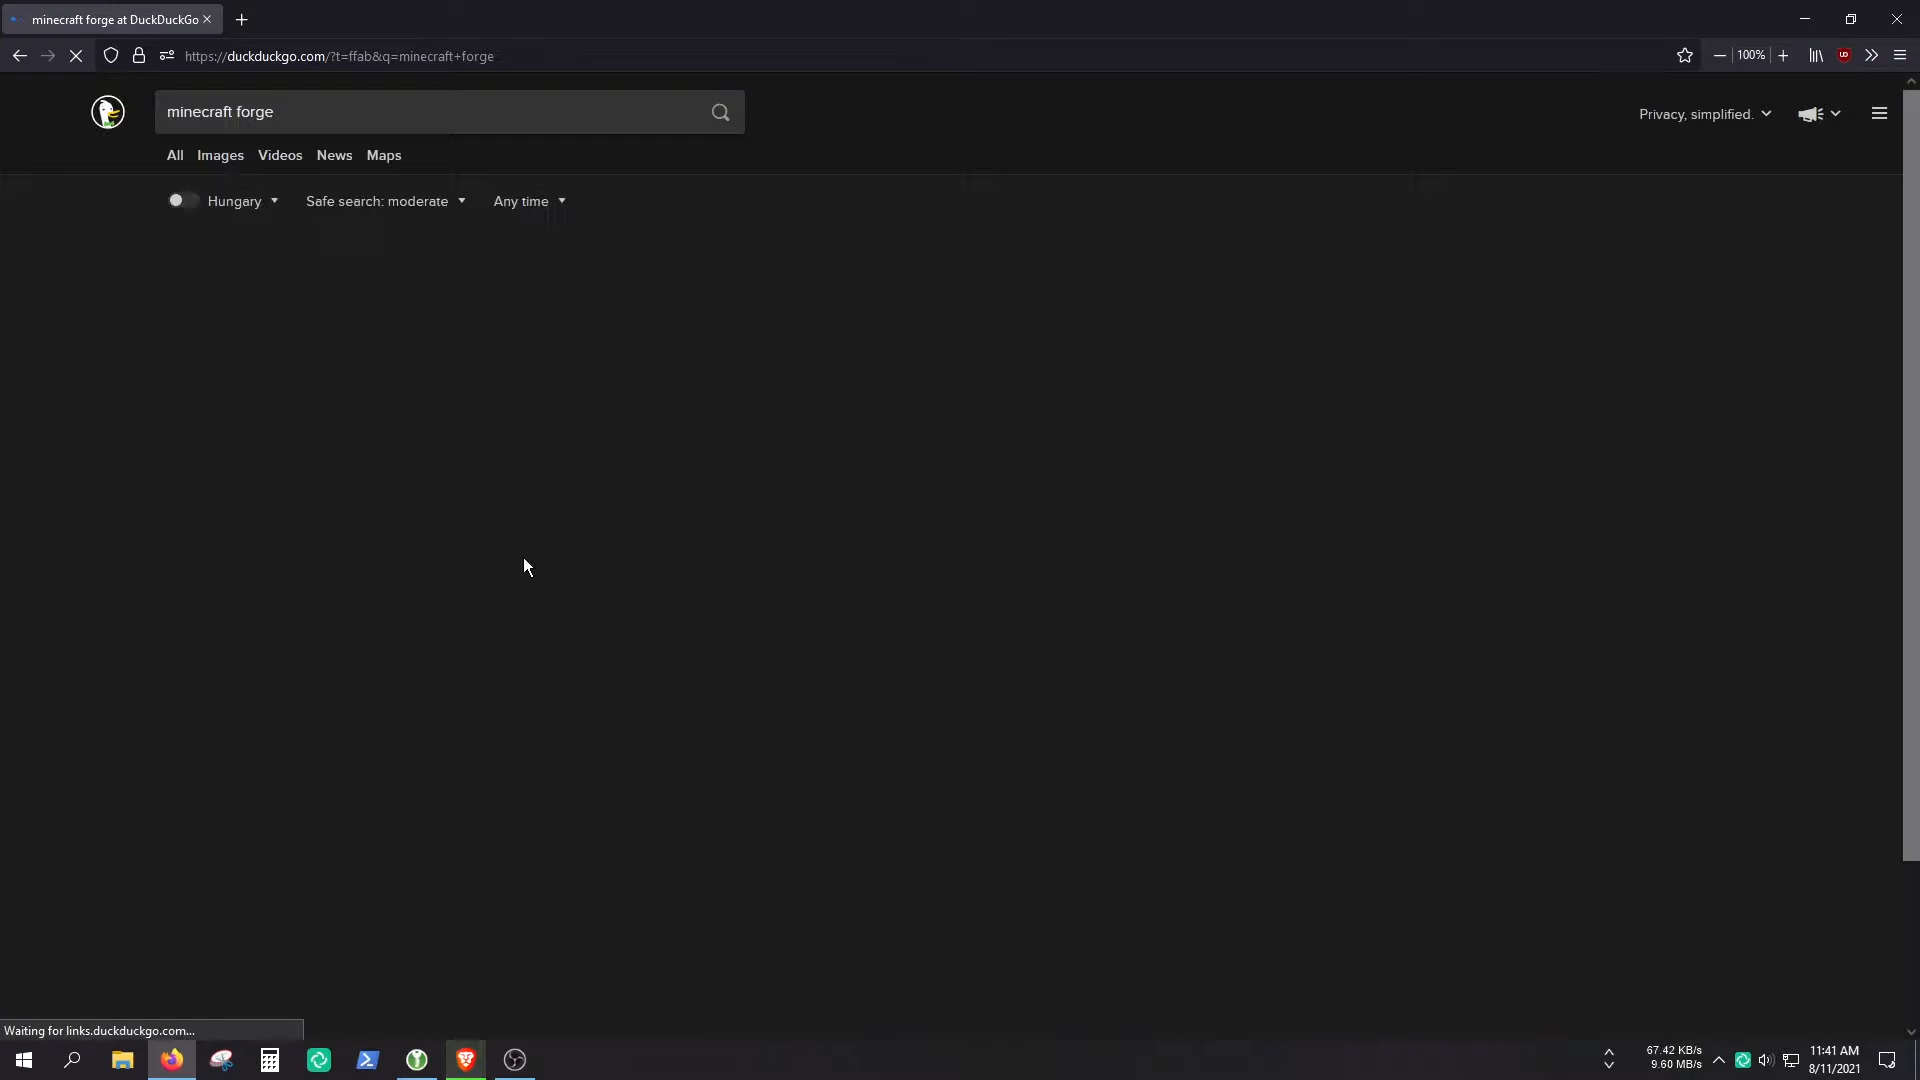 minecraft forge at DuckDuckGo
https://duckduckgo.com/?t=ffab&q=minecraft+forge
100%
minecraft forge
Privacy, simplified.
All Images Videos News Maps
Hungary Safe search: moderate Any time
Waiting for links.duckduckgo.com...
67.42 KB/s
9.60 MB/s
11:41 AM
8/11/2021